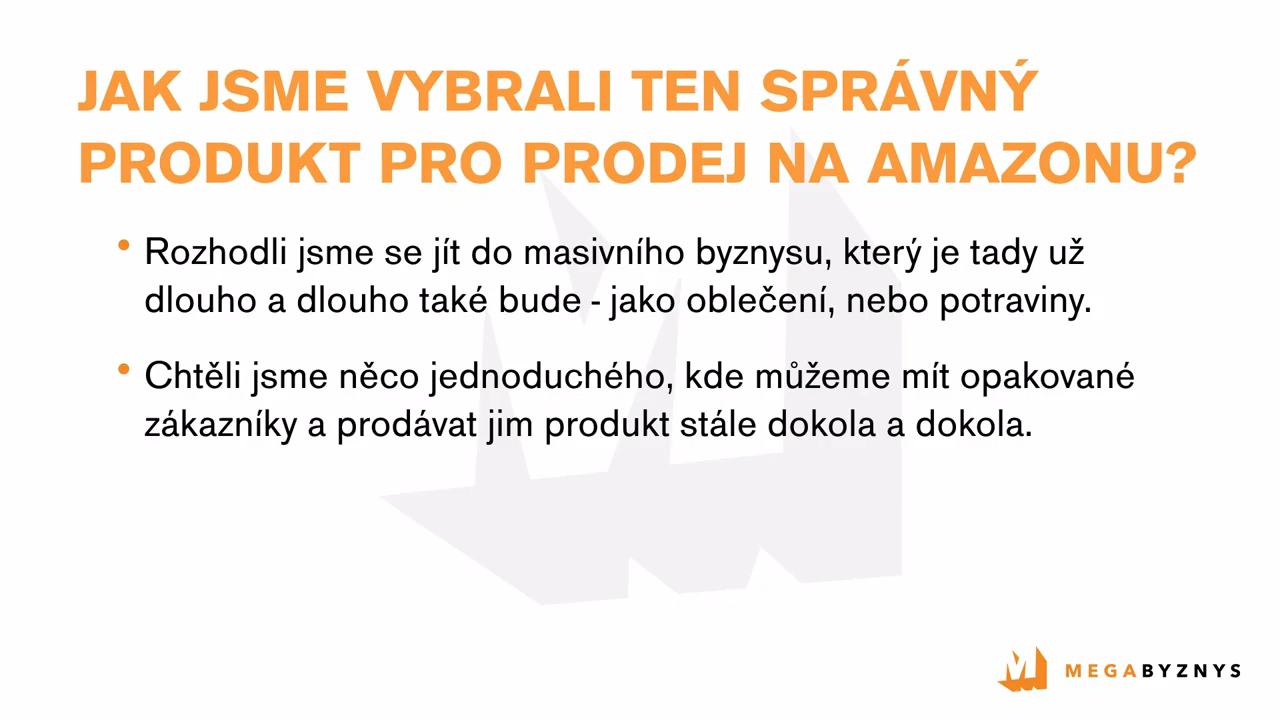 JAK JSME VYBRALI TEN SPRÁVNÝ
PRODUKT PRO PRODEJ NA AMAZONU?
• Rozhodli jsme se jít do masivního byznysu, který je tady už
dlouho a dlouho také bude - jako oblečení, nebo potraviny.
• Chtěli jsme něco jednoduchého, kde můžeme mít opakované
zákazníky a prodávat jim produkt stále dokola a dokola.
MEGABYZNYS